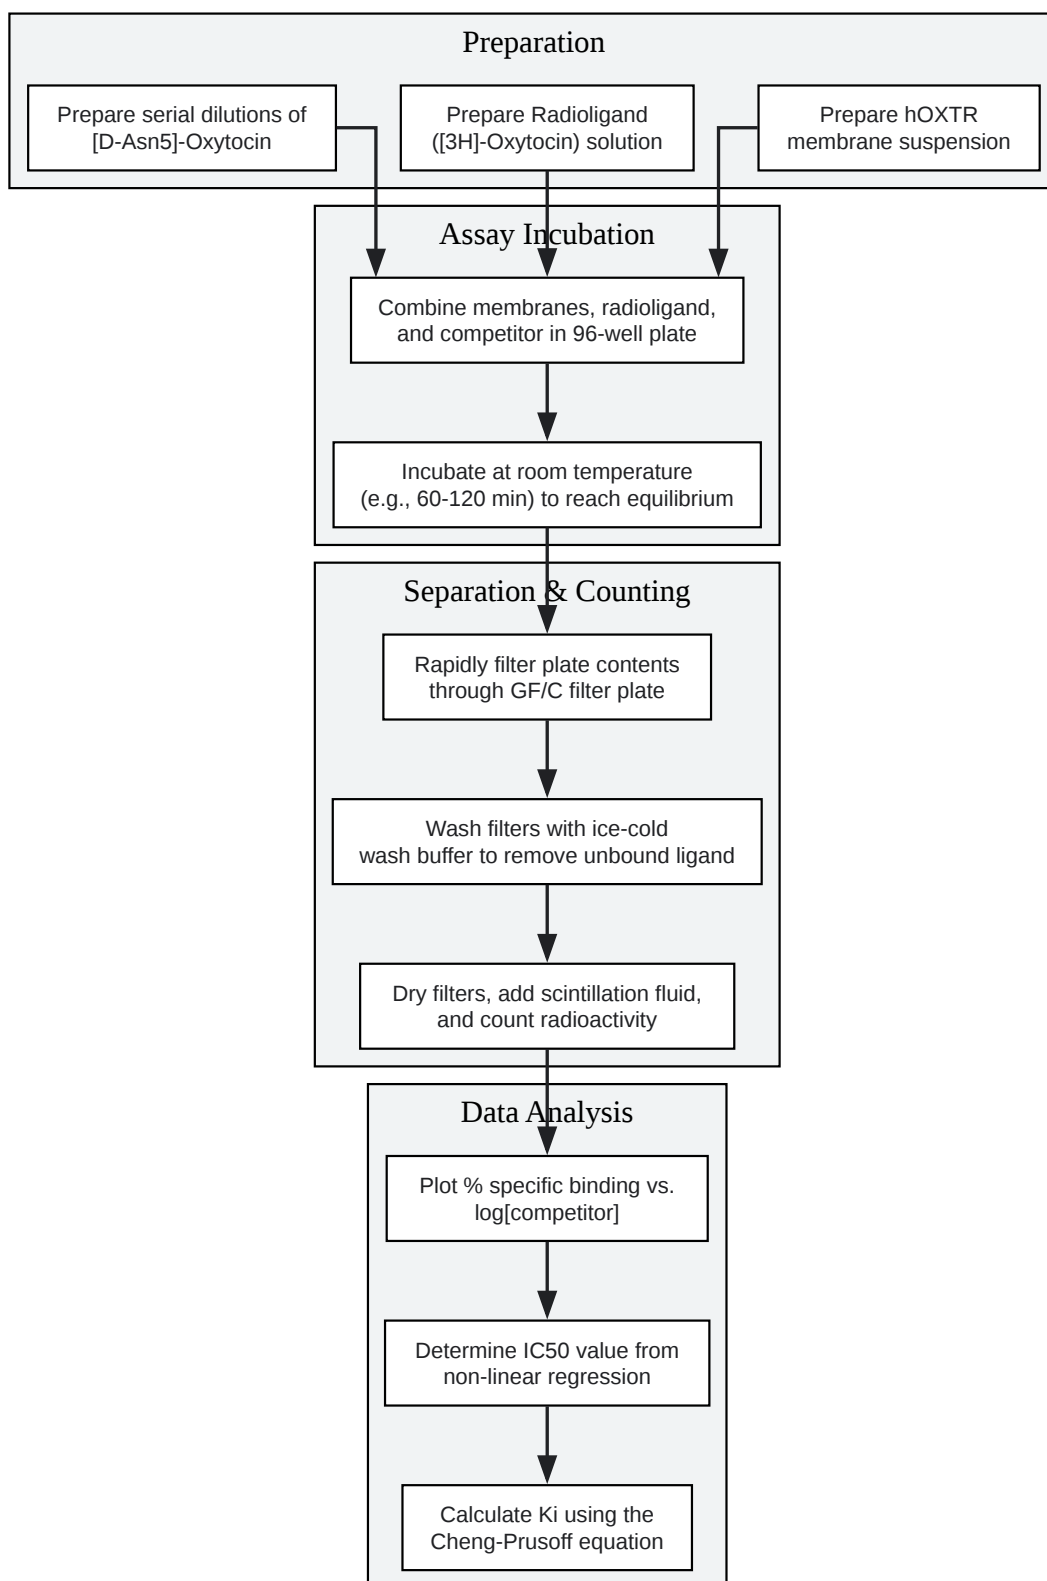 Preparation
Prepare serial dilutions of
[D-Asn5]-Oxytocin
Prepare Radioligand
([3H]-Oxytocin) solution
Prepare hOXTR
membrane suspension
Assay Incubation
Combine membranes, radioligand,
and competitor in 96-well plate
Incubate at room temperature
(e.g., 60-120 min) to reach equilibrium
Separation & Counting
Rapidly filter plate contents
through GF/C filter plate
Wash filters with ice-cold
wash buffer to remove unbound ligand
Dry filters, add scintillation fluid,
and count radioactivity
Data Analysis
Plot % specific binding vs.
log[competitor]
Determine IC50 value from
non-linear regression
Calculate Ki using the
Cheng-Prusoff equation